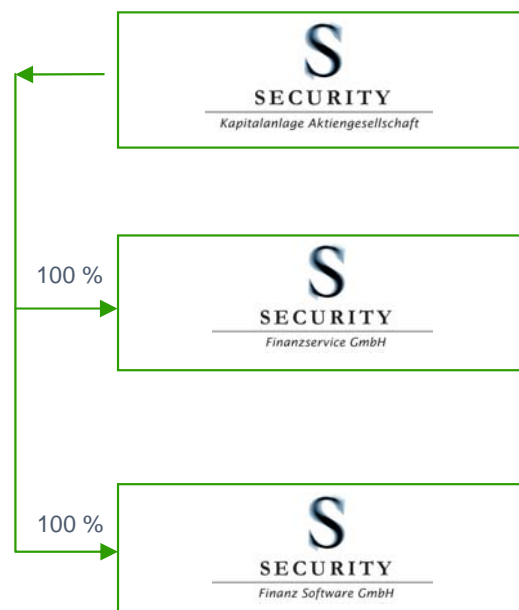 S
SECURITY
Kapitalanlage Aktiengesellschaft
100 %
S
SECURITY
Finanzservice GmbH
100 %
S
SECURITY
Finanz Software GmbH